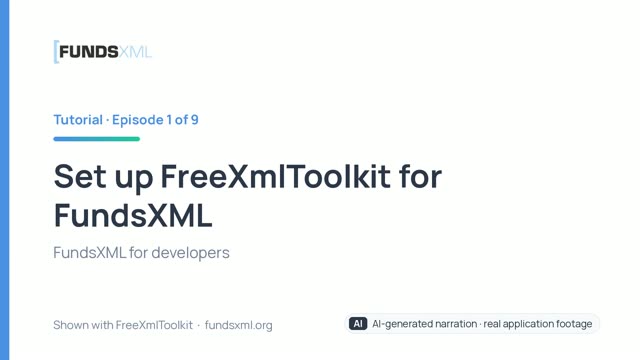 FUNDSXML
Tutorial · Episode 1 of 9
Set up FreeXmlToolkit for
FundsXML
FundsXML for developers
Shown with FreeXmlToolkit · fundsxml.org
AI AI-generated narration · real application footage